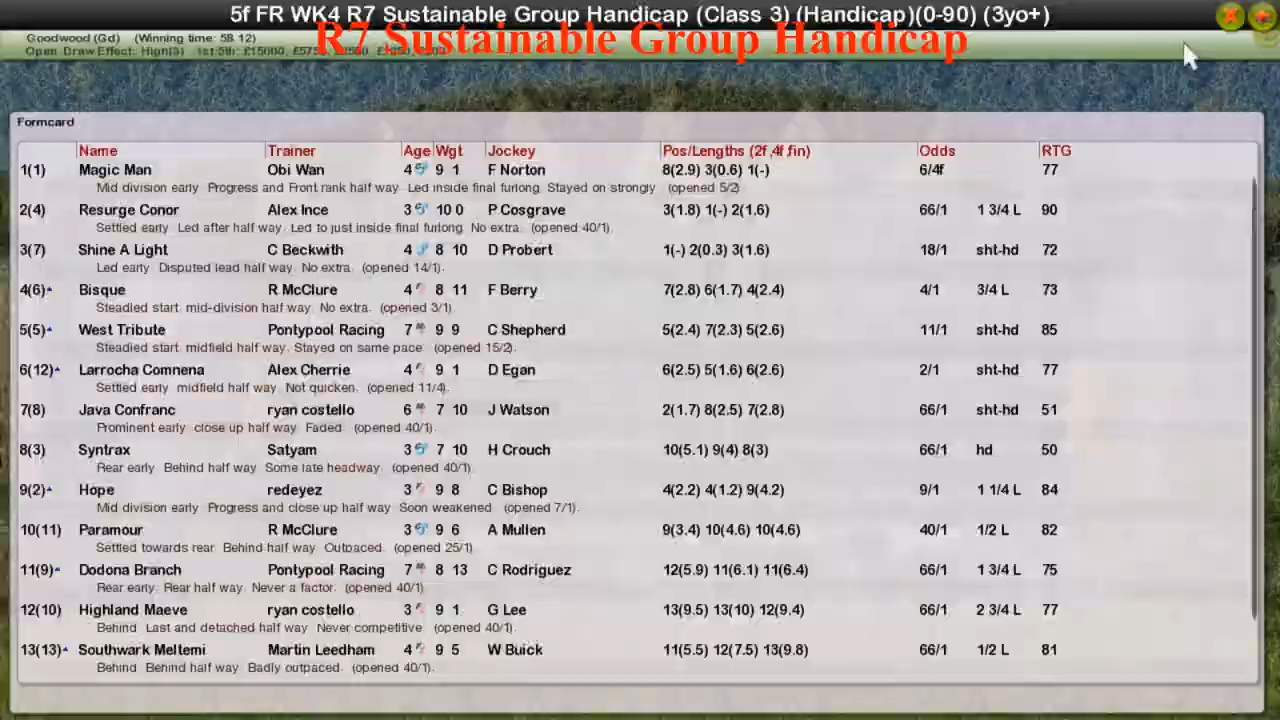 5f FR WK4 R7 Sustainable Group Handicap (Class 3) (Handicap)(0-90) (3yo+)
R7 Sustainable Group Handicap
Goodwood (Gd) (Winning time: 58.12)
Open Draw Effect: High(3) 1st-5th: £15000, £575
Formcard
Name Trainer Age Wgt Jockey Pos/Lengths (2f ,4f,fin) Odds RTG
1(1) Magic Man Obi Wan 4 9 1 F Norton 8(2.9) 3(0.6) 1(-) 6/4f 77
Mid division early Progress and Front rank half way Led inside final furlong. Stayed on strongly (opened 5/2)
2(4) Resurge Conor Alex Ince 3 10 0 P Cosgrave 3(1.8) 1(-) 2(1.6) 66/1 1 3/4 L 90
Settled early Led after half way. Led to just inside final furlong. No extra. (opened 40/1).
3(7) Shine A Light C Beckwith 4 8 10 D Probert 1(-) 2(0.3) 3(1.6) 18/1 sht-hd 72
Led early Disputed lead half way. No extra. (opened 14/1).
4(6) Bisque R McClure 4 8 11 F Berry 7(2.8) 6(1.7) 4(2.4) 4/1 3/4 L 73
Steadied start. mid-division half way. No extra. (opened 3/1).
5(5) West Tribute Pontypool Racing 7 9 9 C Shepherd 5(2.4) 7(2.3) 5(2.6) 11/1 sht-hd 85
Steadied start. midfield half way. Stayed on same pace. (opened 15/2).
6(12) Larrocha Comnena Alex Cherrie 4 9 1 D Egan 6(2.5) 5(1.6) 6(2.6) 2/1 sht-hd 77
Settled early midfield half way. Not quicken. (opened 11/4).
7(8) Java Confranc ryan costello 6 7 10 J Watson 2(1.7) 8(2.5) 7(2.8) 66/1 sht-hd 51
Prominent early close up half way. Faded. (opened 40/1).
8(3) Syntrax Satyam 3 7 10 H Crouch 10(5.1) 9(4) 8(3) 66/1 hd 50
Rear early. Behind half way Some late headway. (opened 40/1).
9(2) Hope redeyez 3 9 8 C Bishop 4(2.2) 4(1.2) 9(4.2) 9/1 1 1/4 L 84
Mid division early Progress and close up half way Soon weakened (opened 7/1).
10(11) Paramour R McClure 3 9 6 A Mullen 9(3.4) 10(4.6) 10(4.6) 40/1 1/2 L 82
Settled towards rear Behind half way Outpaced. (opened 25/1)
11(9) Dodona Branch Pontypool Racing 7 8 13 C Rodriguez 12(5.9) 11(6.1) 11(6.4) 66/1 1 3/4 L 75
Rear early. Rear half way. Never a factor. (opened 40/1)
12(10) Highland Maeve ryan costello 3 9 1 G Lee 13(9.5) 13(10) 12(9.4) 66/1 2 3/4 L 77
Behind Last and detached half way Never competitive (opened 40/1).
13(13) Southwark Meltemi Martin Leedham 4 9 5 W Buick 11(5.5) 12(7.5) 13(9.8) 66/1 1/2 L 81
Behind Behind half way Badly outpaced. (opened 40/1).